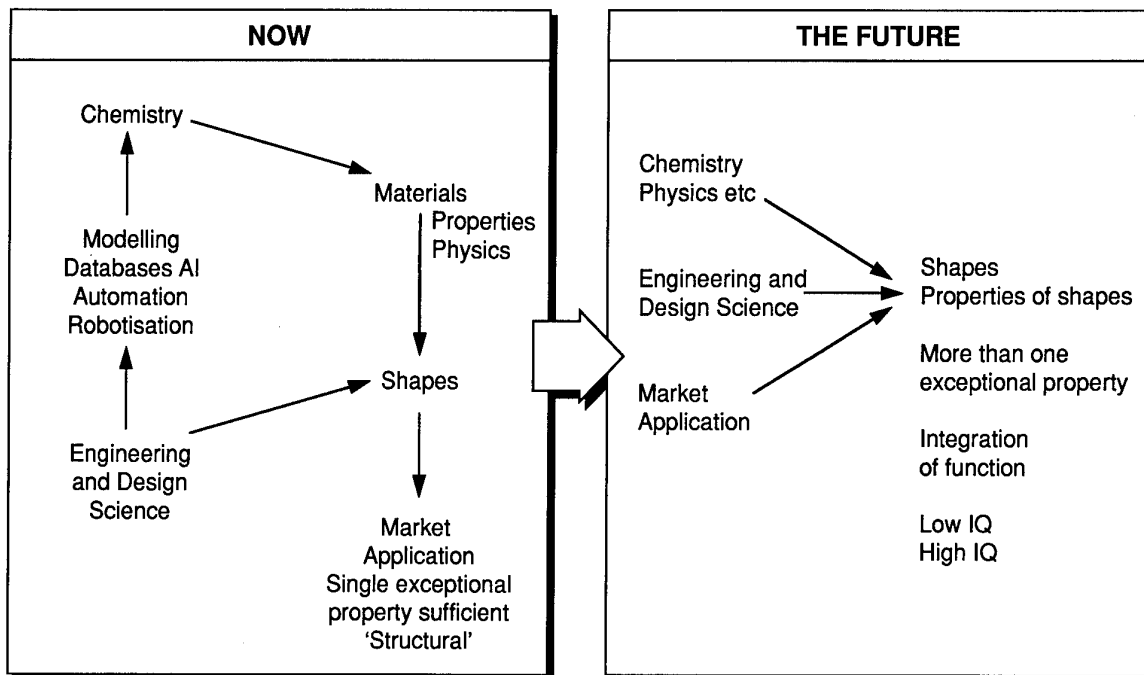 NOW
Chemistry
Materials
Properties
Physics
Modelling
Databases AI
Automation
Robotisation
Shapes
Engineering
and Design
Science
Market
Application
Single exceptional
property sufficient
‘Structural’
THE FUTURE
Chemistry
Physics etc
Engineering and
Design Science
Market
Application
Shapes
Properties of shapes
More than one
exceptional property
Integration
of function
Low IQ
High IQ